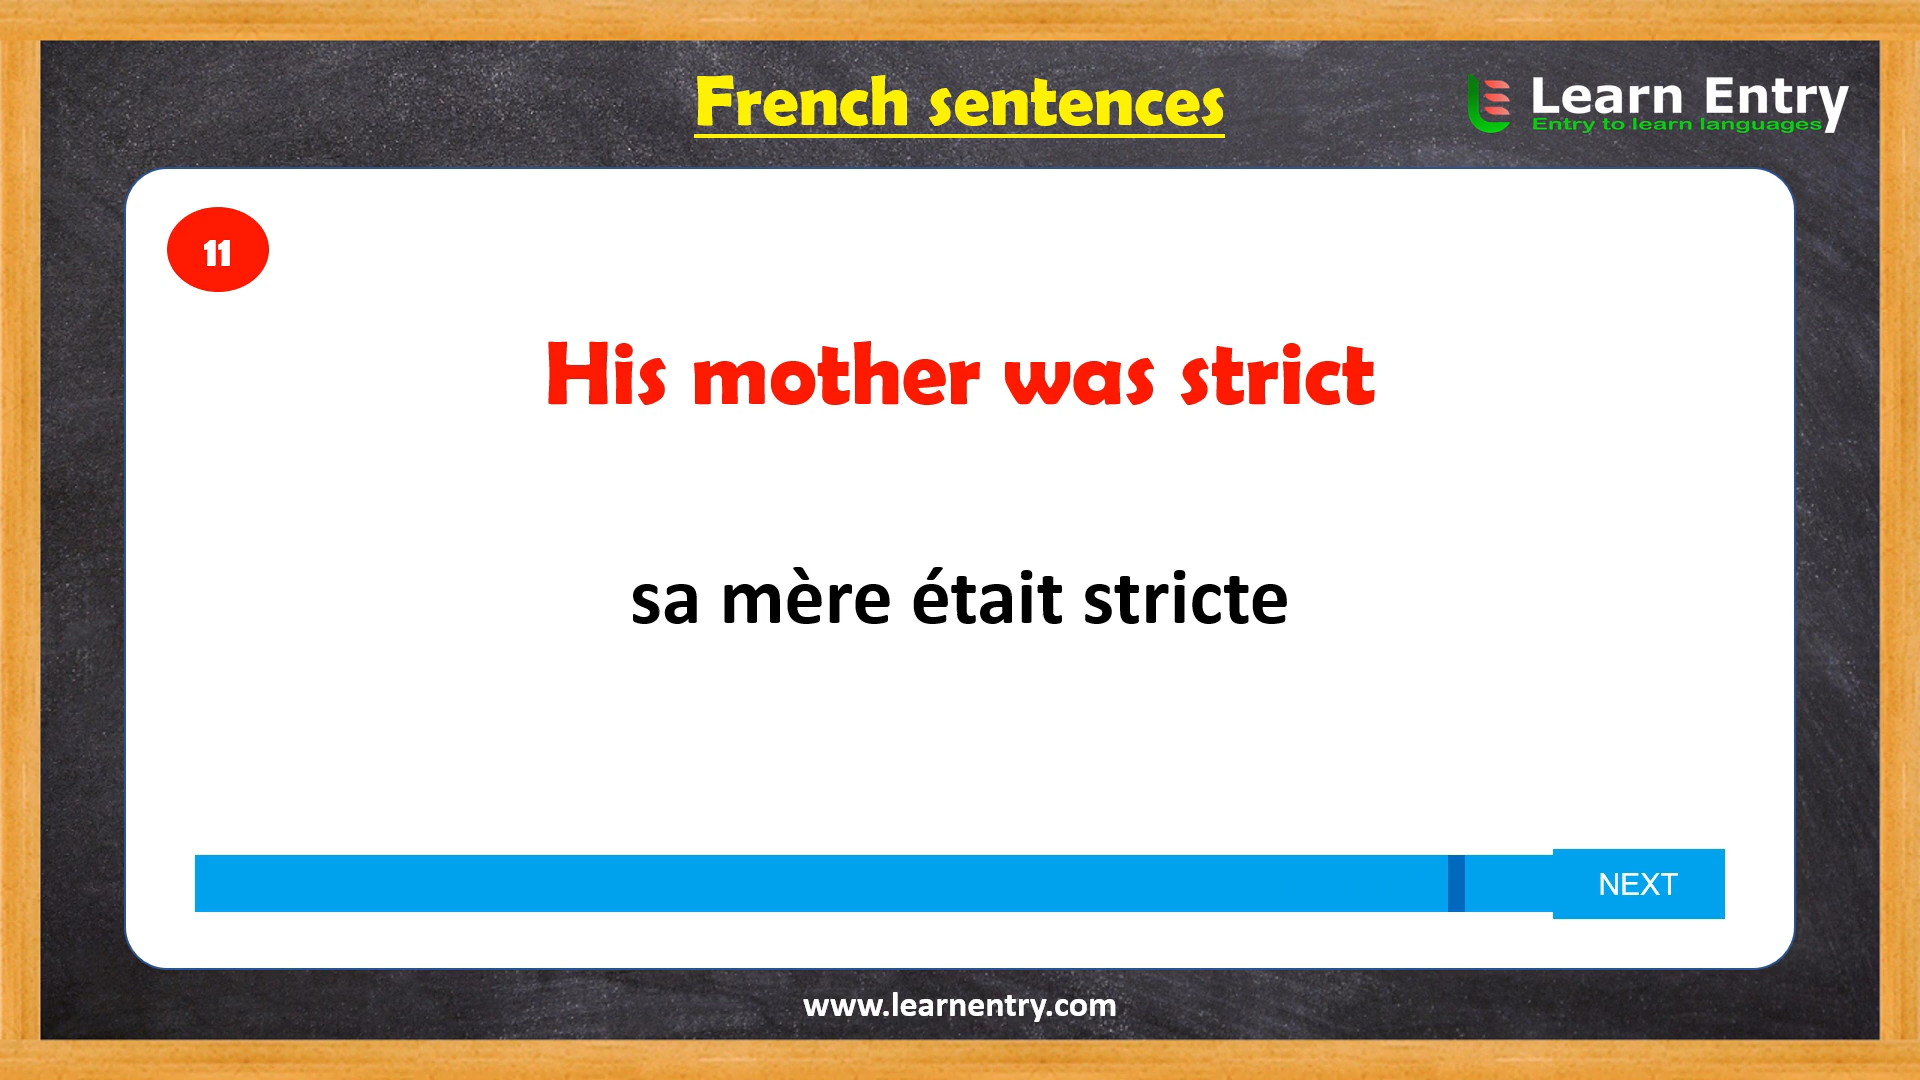 French sentences
Learn Entry
Entry to learn languages
11
His mother was strict
sa mère était stricte
NEXT
www.learnentry.com